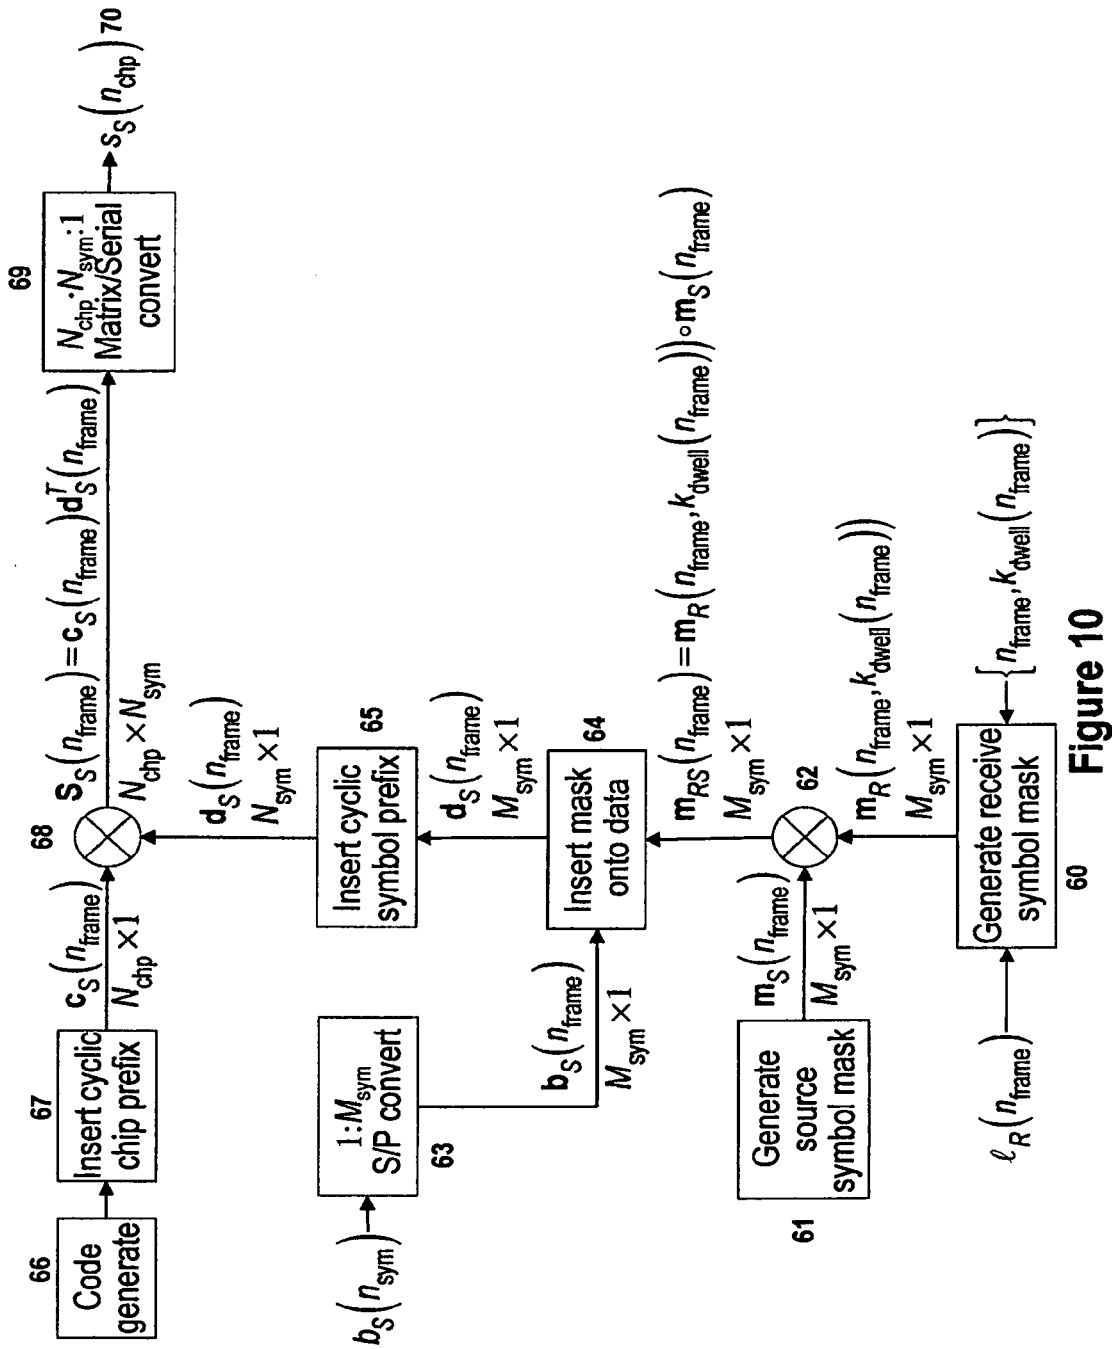 66
Code
generate
67
Insert cyclic
chip prefix
𝐜_S(n_frame)
N_chp×1
68
𝐒_S(n_frame)=𝐜_S(n_frame)𝐝_S^T(n_frame)
N_chp×N_sym
69
N_chp·N_sym:1
Matrix/Serial
convert
s_S(n_chp) 70
𝐝_S(n_frame)
N_sym×1
b_S(n_sym)
1:M_sym
S/P convert
63
Insert cyclic
symbol prefix
65
𝐝_S(n_frame)
M_sym×1
𝐛_S(n_frame)
M_sym×1
Insert mask
onto data
64
𝐦_RS(n_frame)=𝐦_R(n_frame,k_dwell(n_frame))∘𝐦_S(n_frame)
M_sym×1
61
Generate
source
symbol mask
𝐦_S(n_frame)
M_sym×1
62
𝐦_R(n_frame,k_dwell(n_frame))
M_sym×1
ℓ_R(n_frame)
Generate receive
symbol mask
60
{n_frame,k_dwell(n_frame)}
Figure 10